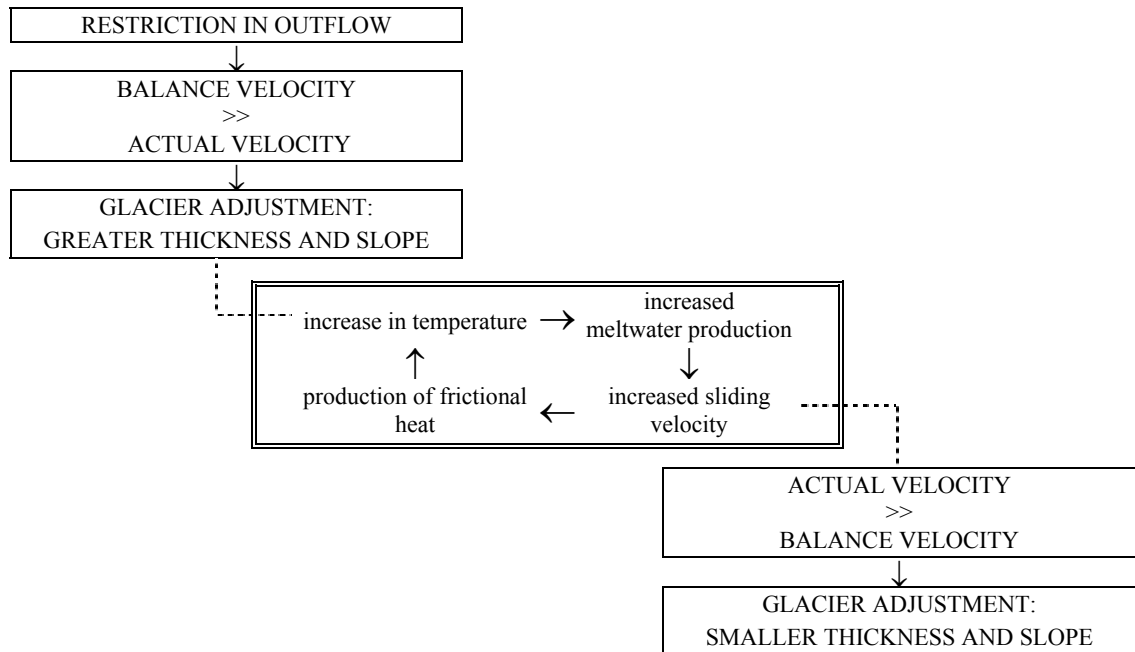 RESTRICTION IN OUTFLOW
↓
BALANCE VELOCITY
>>
ACTUAL VELOCITY
↓
GLACIER ADJUSTMENT:
GREATER THICKNESS AND SLOPE
increase in temperature →
increased
meltwater production
↑
↓
production of frictional
heat
←
increased sliding
velocity
ACTUAL VELOCITY
>>
BALANCE VELOCITY
↓
GLACIER ADJUSTMENT:
SMALLER THICKNESS AND SLOPE